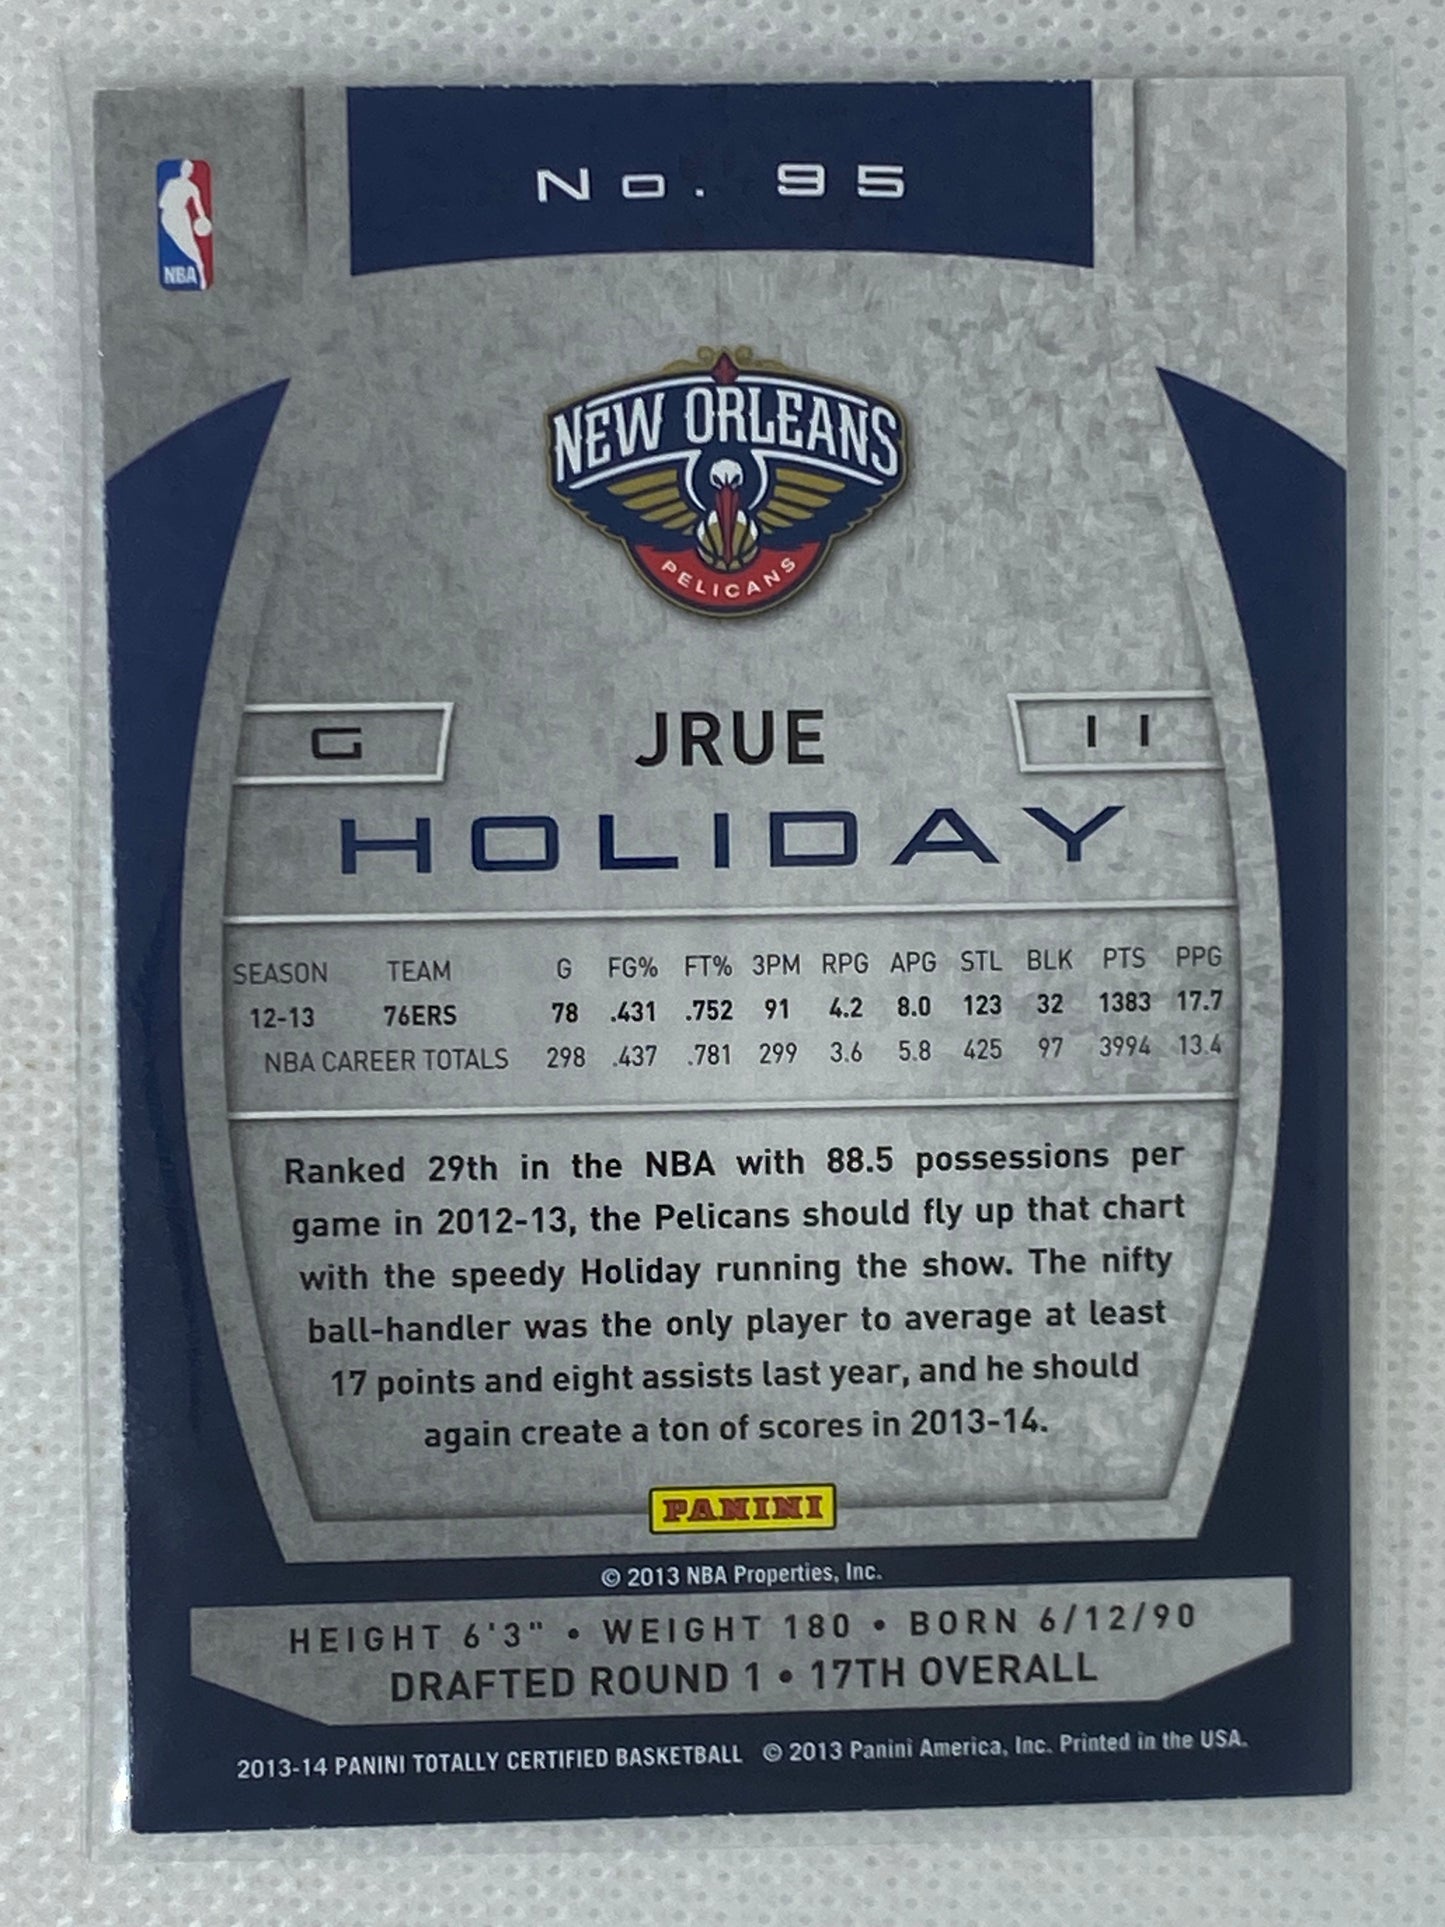 No. 95
NBA
NEW ORLEANS
PELICANS
G JRUE 11
HOLIDAY
SEASON TEAM G FG% FT% 3PM RPG APG STL BLK PTS PPG
12-13 76ERS 78 .431 .752 91 4.2 8.0 123 32 1383 17.7
NBA CAREER TOTALS 298 .437 .781 299 3.6 5.8 425 97 3994 13.4
Ranked 29th in the NBA with 88.5 possessions per
game in 2012-13, the Pelicans should fly up that chart
with the speedy Holiday running the show. The nifty
ball-handler was the only player to average at least
17 points and eight assists last year, and he should
again create a ton of scores in 2013-14.
PANINI
© 2013 NBA Properties, Inc.
HEIGHT 6'3" • WEIGHT 180 • BORN 6/12/90
DRAFTED ROUND 1 • 17TH OVERALL
2013-14 PANINI TOTALLY CERTIFIED BASKETBALL © 2013 Panini America, Inc. Printed in the USA.